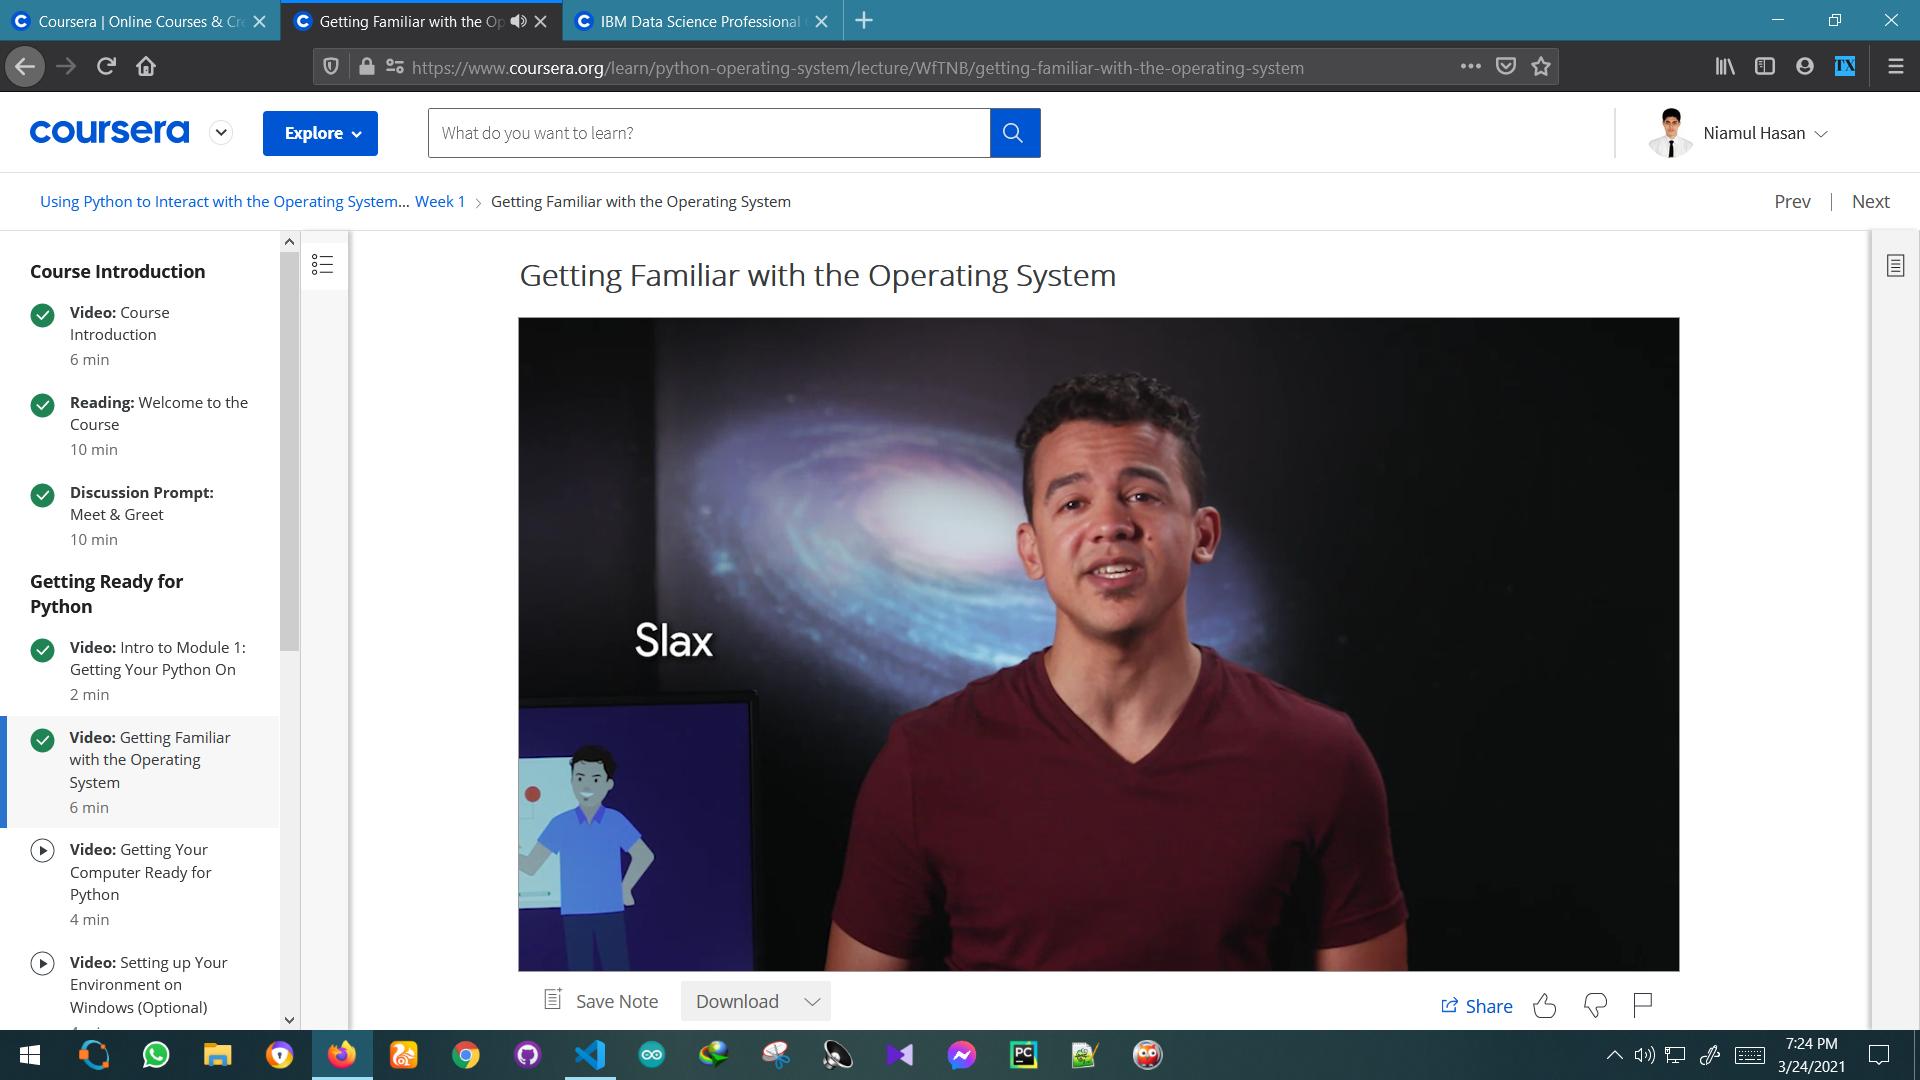 Coursera | Online Courses & Cre
Getting Familiar with the Op
IBM Data Science Professional
https://www.coursera.org/learn/python-operating-system/lecture/WfTNB/getting-familiar-with-the-operating-system
TX
coursera
Explore
What do you want to learn?
Niamul Hasan
Using Python to Interact with the Operating System... Week 1 > Getting Familiar with the Operating System
Prev | Next
Course Introduction
Video: Course
Introduction
6 min
Reading: Welcome to the
Course
10 min
Discussion Prompt:
Meet & Greet
10 min
Getting Ready for
Python
Video: Intro to Module 1:
Getting Your Python On
2 min
Video: Getting Familiar
with the Operating
System
6 min
Video: Getting Your
Computer Ready for
Python
4 min
Video: Setting up Your
Environment on
Windows (Optional)
Getting Familiar with the Operating System
Slax
Save Note
Download
Share
PC
7:24 PM
3/24/2021